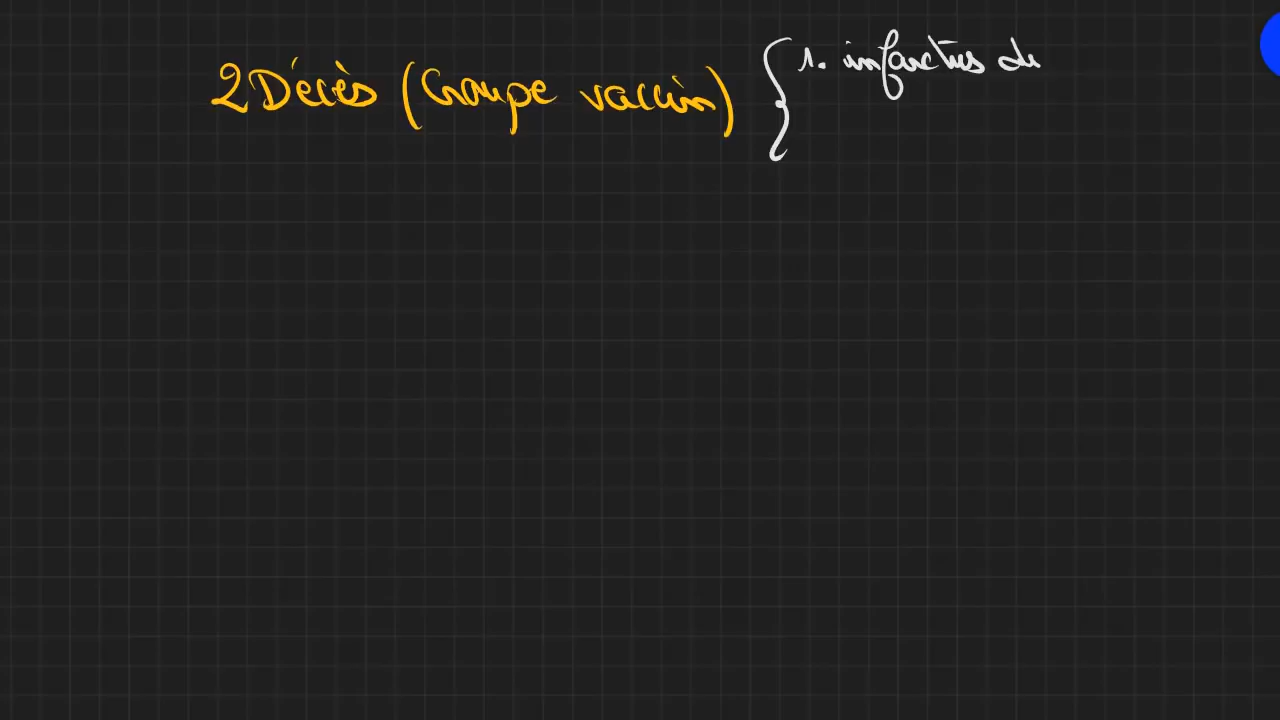 2 Décès (Groupe vaccin) { 1. infarctus du